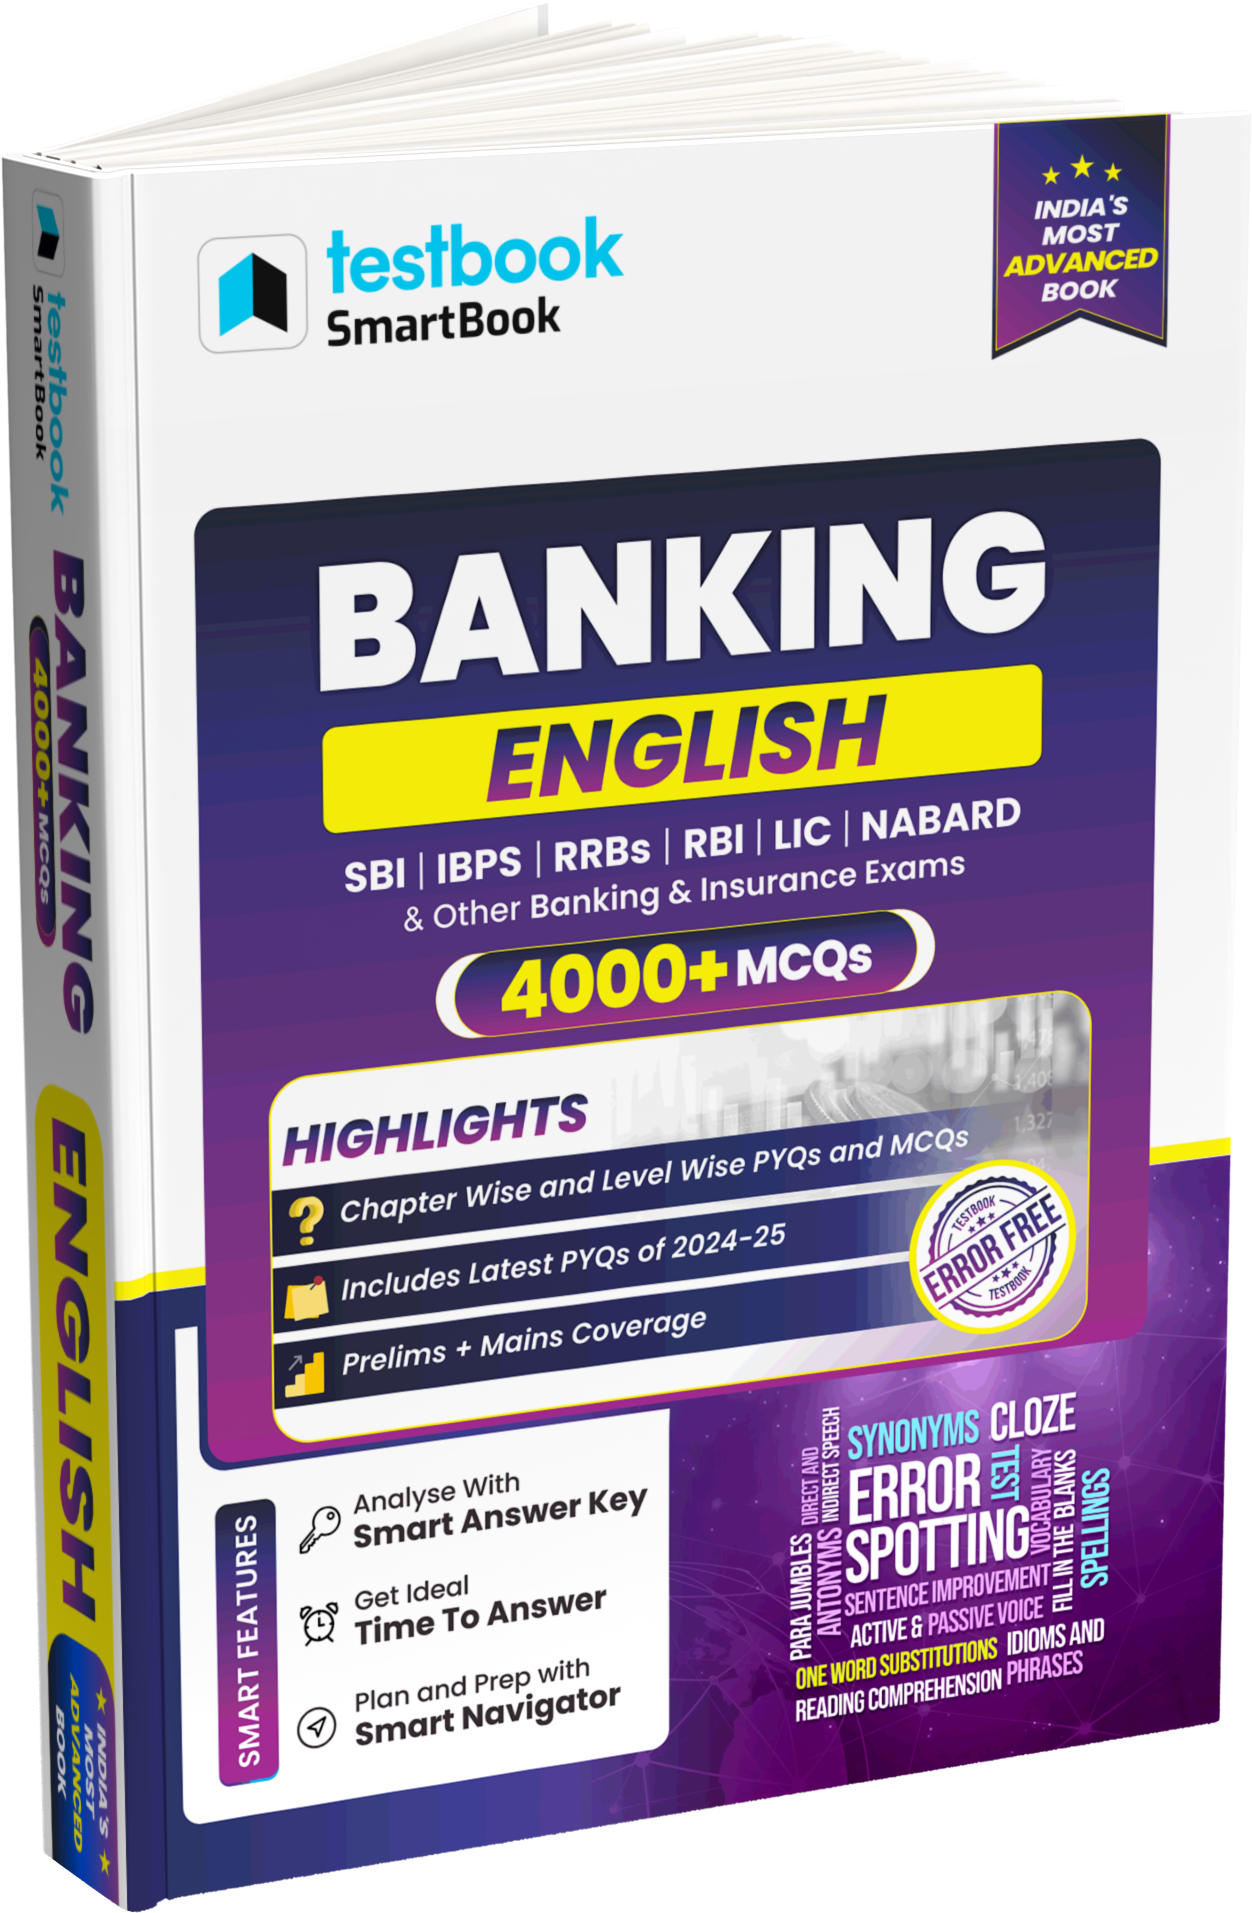 testbook
SmartBook
INDIA'S
MOST
ADVANCED
BOOK
BANKING
ENGLISH
SBI | IBPS | RRBs | RBI | LIC | NABARD
& Other Banking & Insurance Exams
4000+ MCQs
HIGHLIGHTS
Chapter Wise and Level Wise PYQs and MCQs
Includes Latest PYQs of 2024-25
Prelims + Mains Coverage
TESTBOOK
ERROR FREE
TESTBOOK
SMART FEATURES
Analyse With
Smart Answer Key
Get Ideal
Time To Answer
Plan and Prep with
Smart Navigator
SYNONYMS
CLOZE
TEST
ERROR
SPOTTING
DIRECT AND
INDIRECT SPEECH
PARA JUMBLES
ANTONYMS
VOCABULARY
FILL IN THE BLANKS
SPELLINGS
SENTENCE IMPROVEMENT
ACTIVE & PASSIVE VOICE
ONE WORD SUBSTITUTIONS
IDIOMS AND
PHRASES
READING COMPREHENSION
testbook
SmartBook
BANKING
4000+ MCQs
ENGLISH
INDIA'S
MOST
ADVANCED
BOOK